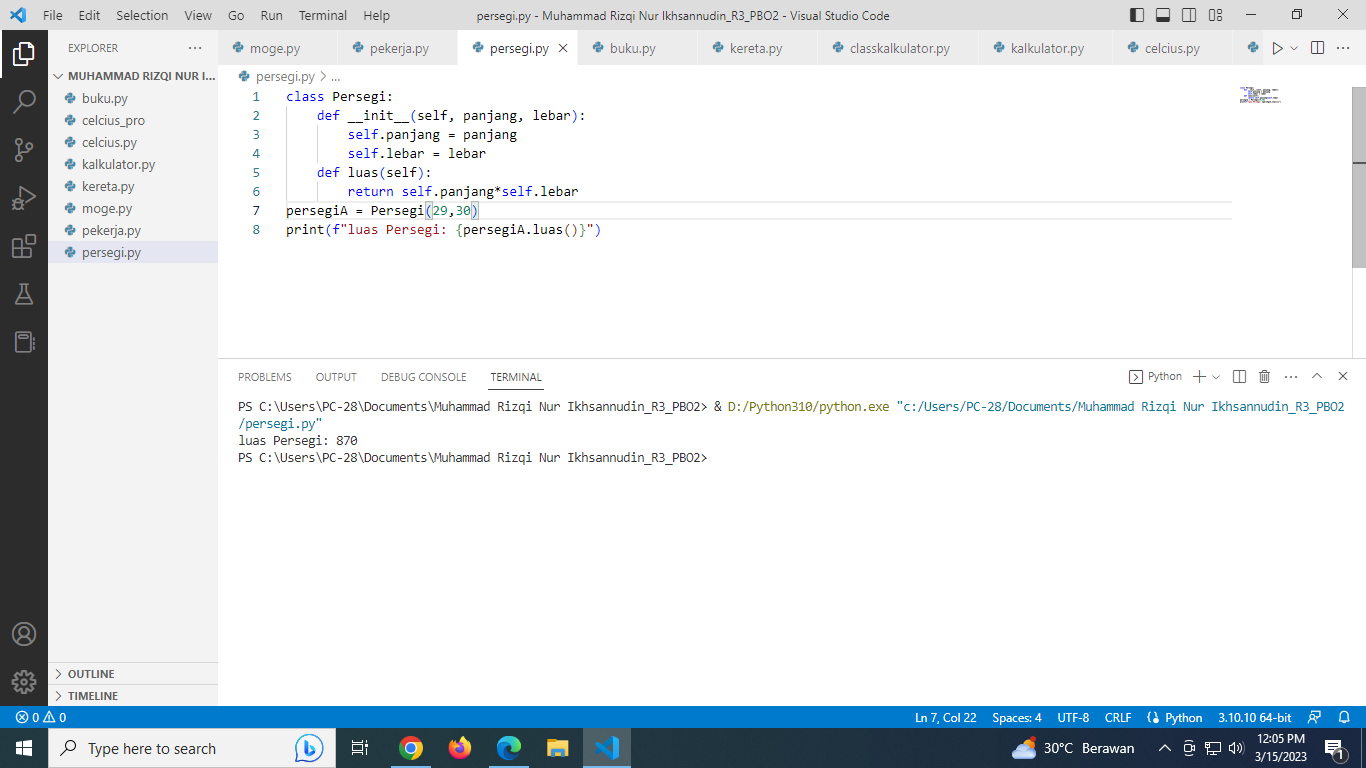 File Edit Selection View Go Run Terminal Help persegi.py - Muhammad Rizqi Nur Ikhsannudin_R3_PBO2 - Visual Studio Code
EXPLORER ...
moge.py pekerja.py persegi.py buku.py kereta.py classkalkulator.py kalkulator.py celcius.py
MUHAMMAD RIZQI NUR I...
buku.py
celcius_pro
celcius.py
kalkulator.py
kereta.py
moge.py
pekerja.py
persegi.py
OUTLINE
TIMELINE
persegi.py > ...
1 class Persegi:
2 def __init__(self, panjang, lebar):
3 self.panjang = panjang
4 self.lebar = lebar
5 def luas(self):
6 return self.panjang*self.lebar
7 persegiA = Persegi(29,30)
8 print(f"luas Persegi: {persegiA.luas()}")
PROBLEMS OUTPUT DEBUG CONSOLE TERMINAL Python
PS C:\Users\PC-28\Documents\Muhammad Rizqi Nur Ikhsannudin_R3_PBO2> & D:/Python310/python.exe "c:/Users/PC-28/Documents/Muhammad Rizqi Nur Ikhsannudin_R3_PBO2
/persegi.py"
luas Persegi: 870
PS C:\Users\PC-28\Documents\Muhammad Rizqi Nur Ikhsannudin_R3_PBO2>
0 0 Ln 7, Col 22 Spaces: 4 UTF-8 CRLF Python 3.10.10 64-bit
Type here to search 30°C Berawan 12:05 PM
3/15/2023 1